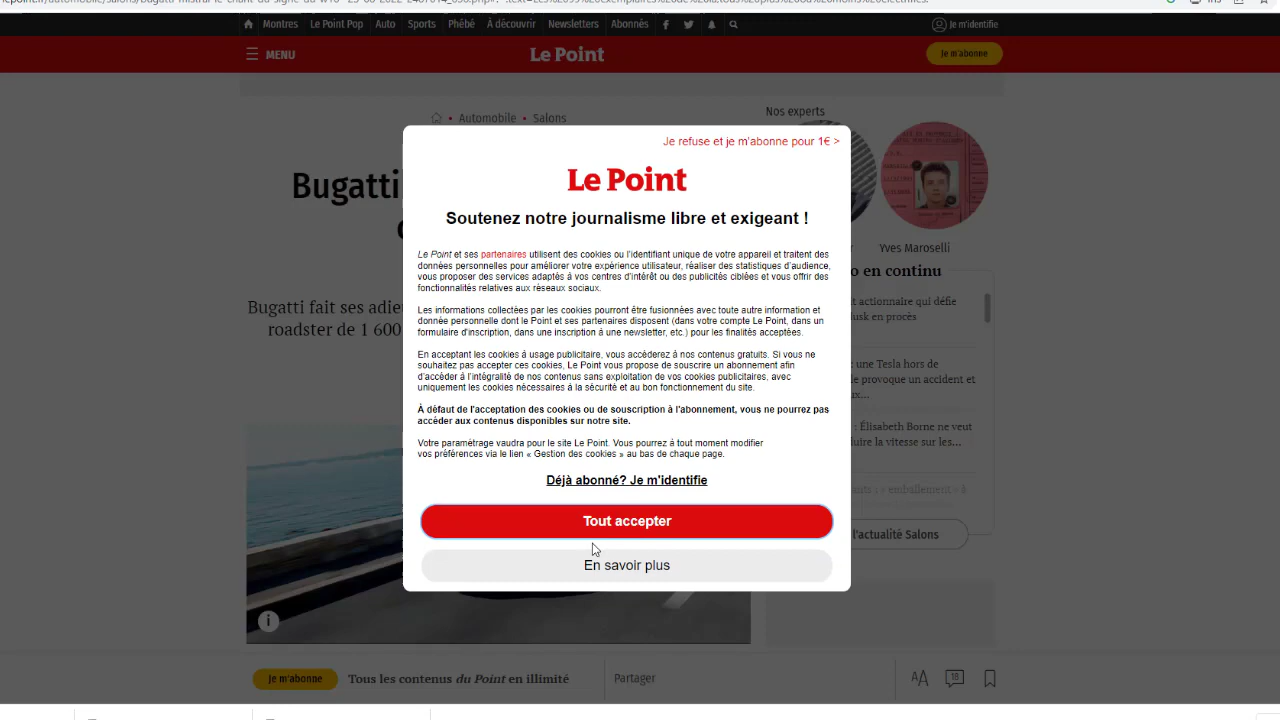 Montres Le Point Pop Auto Sports Phébé À découvrir Newsletters Abonnés Je m'identifie
MENU Le Point Je m'abonne
Automobile • Salons
Nos experts
Je refuse et je m'abonne pour 1€ >
Le Point
Bugatti
Soutenez notre journalisme libre et exigeant !
Yves Maroselli
Le Point et ses partenaires utilisent des cookies ou l'identifiant unique de votre appareil et traitent des
données personnelles pour améliorer votre expérience utilisateur, réaliser des statistiques d'audience,
vous proposer des services adaptés à vos centres d'intérêt ou des publicités ciblées et vous offrir des
fonctionnalités relatives aux réseaux sociaux.
en continu
Bugatti fait ses
roadster de 1 600
Les informations collectées par les cookies pourront être fusionnées avec toute autre information et
donnée personnelle dont le Point et ses partenaires disposent (dans votre compte Le Point, dans un
formulaire d'inscription, dans une inscription à une newsletter, etc.) pour les finalités acceptées.
actionnaire qui défie
en procès
En acceptant les cookies à usage publicitaire, vous accéderez à nos contenus gratuits. Si vous ne
souhaitez pas accepter ces cookies, Le Point vous propose de souscrire un abonnement afin
d'accéder à l'intégralité de nos contenus sans exploitation de vos cookies publicitaires, avec
uniquement les cookies nécessaires à la sécurité et au bon fonctionnement du site.
une Tesla hors de
provoque un accident et
À défaut de l'acceptation des cookies ou de souscription à l'abonnement, vous ne pourrez pas
accéder aux contenus disponibles sur notre site.
: Élisabeth Borne ne veut
la vitesse sur les...
Votre paramétrage vaudra pour le site Le Point. Vous pourrez à tout moment modifier
vos préférences via le lien « Gestion des cookies » au bas de chaque page.
Déjà abonné? Je m'identifie
« emballement »
Tout accepter
l'actualité Salons
En savoir plus
Je m'abonne Tous les contenus du Point en illimité Partager AA 18